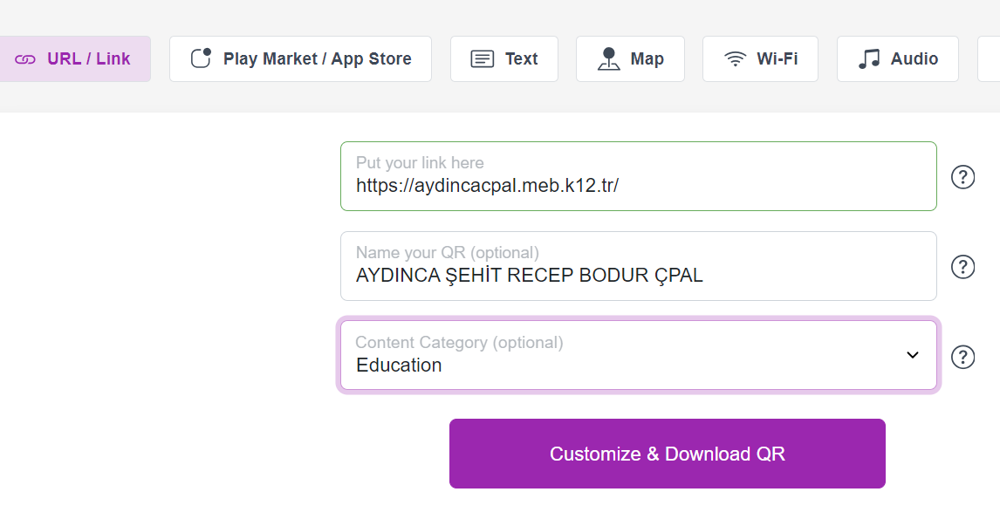 URL / Link
Play Market / App Store
Text
Map
Wi-Fi
Audio
Put your link here
https://aydincacpal.meb.k12.tr/
?
Name your QR (optional)
AYDINCA ŞEHİT RECEP BODUR ÇPAL
?
Content Category (optional)
Education
?
Customize & Download QR